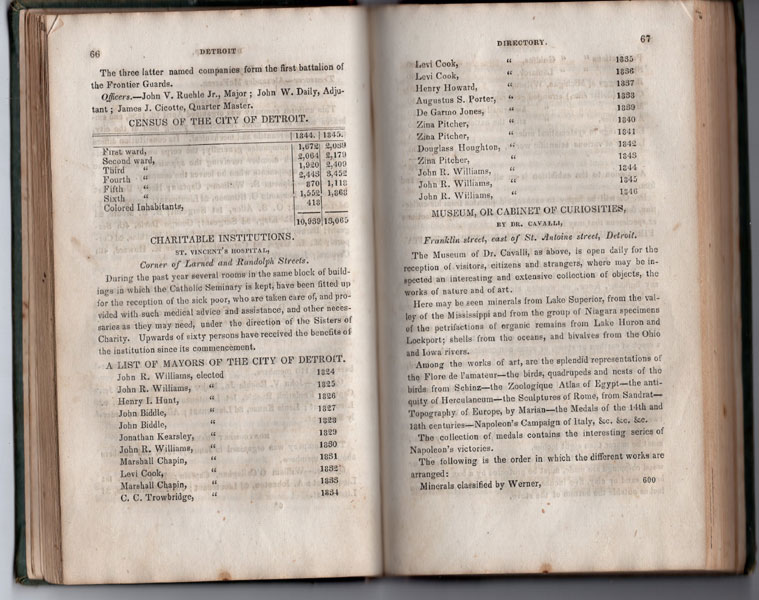 66 DETROIT
The three latter named companies form the first battalion of
the Frontier Guards.
Officers.—John V. Ruehle Jr., Major ; John W. Daily, Adju-
tant ; James J. Cicotte, Quarter Master.
CENSUS OF THE CITY OF DETROIT.
1844. 1845.
First ward, 1,672 2,039
Second ward, 2,064 2,179
Third " 1,920 2,409
Fourth " 2,443 3,452
Fifth " 870 1,118
Sixth " 1,552 1,868
Colored Inhabitants, 418
10,939 13,065
CHARITABLE INSTITUTIONS.
ST. VINCENT'S HOSPITAL,
Corner of Larned and Randolph Streets.
During the past year several rooms in the same block of build-
ings in which the Catholic Seminary is kept, have been fitted up
for the reception of the sick poor, who are taken care of, and pro-
vided with such medical advice and assistance, and other neces-
saries as they may need, under the direction of the Sisters of
Charity. Upwards of sixty persons have received the benefits of
the institution since its commencement.
A LIST OF MAYORS OF THE CITY OF DETROIT.
John R. Williams, elected 1824
John R. Williams, " 1825
Henry I. Hunt, " 1826
John Biddle, " 1827
John Biddle, " 1828
Jonathan Kearsley, " 1829
John R. Williams, " 1830
Marshall Chapin, " 1831
Levi Cook, " 1832
Marshall Chapin, " 1833
C. C. Trowbridge, " 1834
DIRECTORY. 67
Levi Cook, " 1835
Levi Cook, " 1836
Henry Howard, " 1837
Augustus S. Porter, " 1838
De Garmo Jones, " 1839
Zina Pitcher, " 1840
Zina Pitcher, " 1841
Douglass Houghton, " 1842
Zina Pitcher, " 1843
John R. Williams, " 1844
John R. Williams, " 1845
John R. Williams, " 1846
MUSEUM, OR CABINET OF CURIOSITIES,
BY DR. CAVALLI,
Franklin street, east of St. Antoine street, Detroit.
The Museum of Dr. Cavalli, as above, is open daily for the
reception of visitors, citizens and strangers, where may be in-
spected an interesting and extensive collection of objects, the
works of nature and of art.
Here may be seen minerals from Lake Superior, from the val-
ley of the Mississippi and from the group of Niagara specimens
of the petrifactions of organic remains from Lake Huron and
Lockport; shells from the oceans, and bivalves from the Ohio
and Iowa rivers.
Among the works of art, are the splendid representations of
the Flore de l'amateur—the birds, quadrupeds and nests of the
birds from Schinz—the Zoologique Atlas of Egypt—the anti-
quity of Herculaneum—the Sculptures of Rome, from Sandrat—
Topography of Europe, by Marian—the Medals of the 14th and
18th centuries—Napoleon's Campaign of Italy, &c. &c. &c.
The collection of medals contains the interesting series of
Napoleon's victories.
The following is the order in which the different works are
arranged:
Minerals classified by Werner, 600